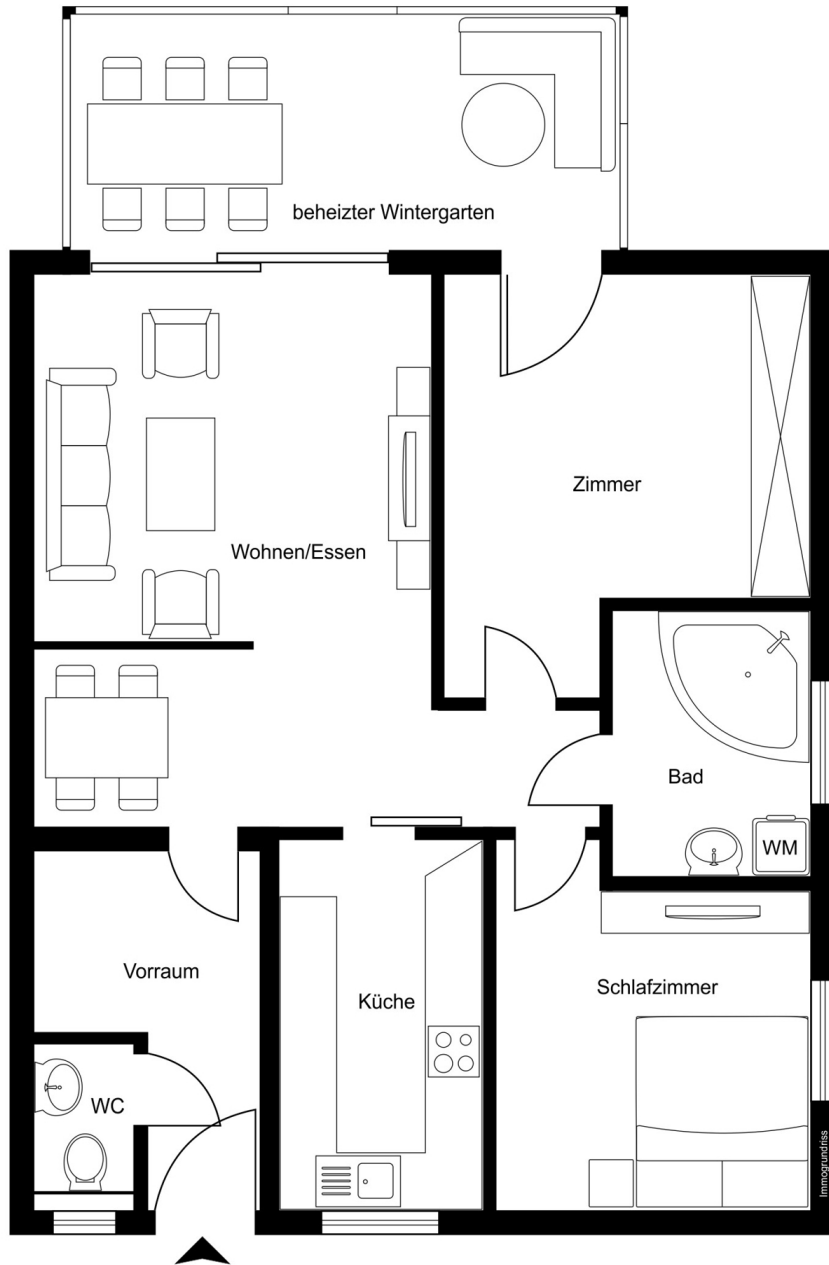 beheizter Wintergarten
Zimmer
Wohnen/Essen
Bad
WM
Vorraum
Küche
Schlafzimmer
WC
Immogrundriss